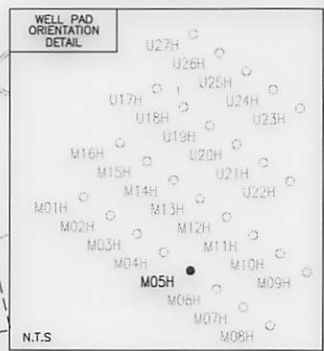 WELL PAD
ORIENTATION
DETAIL
U27H
U26H
U25H
U17H
U24H
U18H
U23H
U19H
M16H
U20H
M15H
U21H
M14H
U22H
M01H
M13H
M02H
M12H
M03H
M11H
M04H
M10H
M05H
M09H
M06H
M07H
M08H
N.T.S